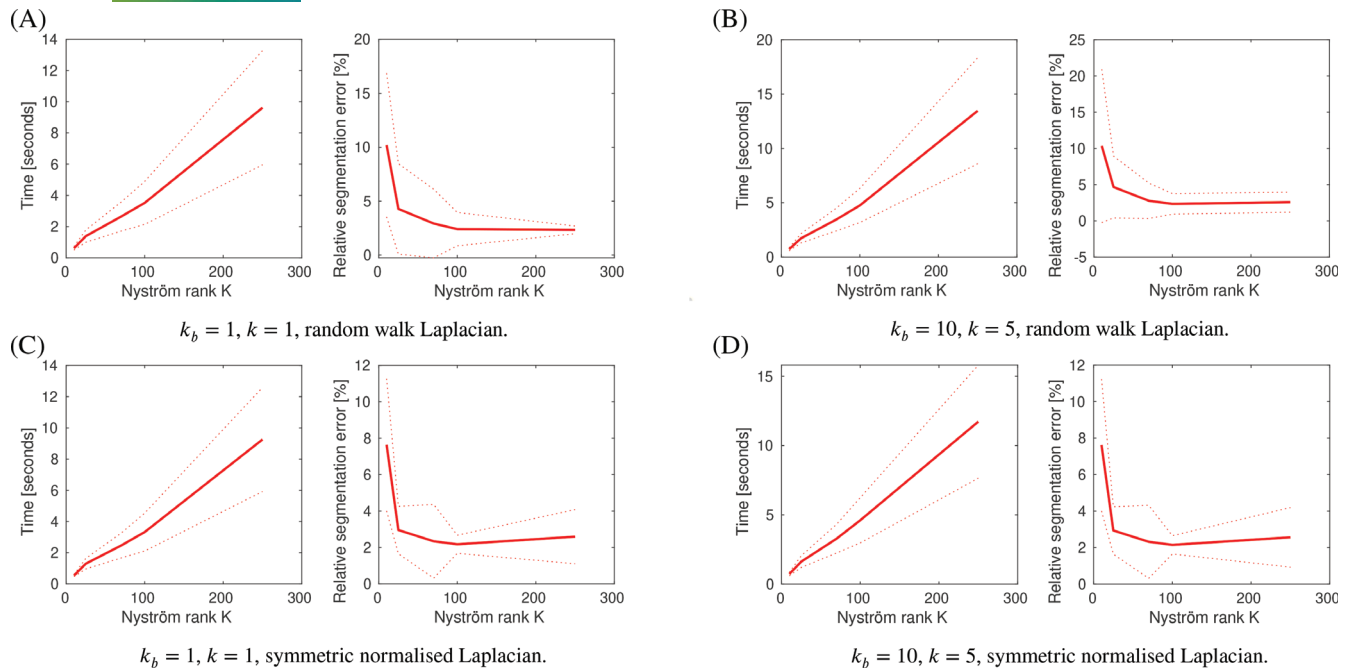 (A)
14
12
10
8
6
4
2
0
Time [seconds]
0 100 200 300
Nyström rank K
20
15
10
5
0
Relative segmentation error [%]
0 100 200 300
Nyström rank K
k_b = 1, k = 1, random walk Laplacian.
(B)
20
15
10
5
0
Time [seconds]
0 100 200 300
Nyström rank K
25
20
15
10
5
0
-5
Relative segmentation error [%]
0 100 200 300
Nyström rank K
k_b = 10, k = 5, random walk Laplacian.
(C)
14
12
10
8
6
4
2
0
Time [seconds]
0 100 200 300
Nyström rank K
12
10
8
6
4
2
0
Relative segmentation error [%]
0 100 200 300
Nyström rank K
k_b = 1, k = 1, symmetric normalised Laplacian.
(D)
15
10
5
0
Time [seconds]
0 100 200 300
Nyström rank K
12
10
8
6
4
2
0
Relative segmentation error [%]
0 100 200 300
Nyström rank K
k_b = 10, k = 5, symmetric normalised Laplacian.